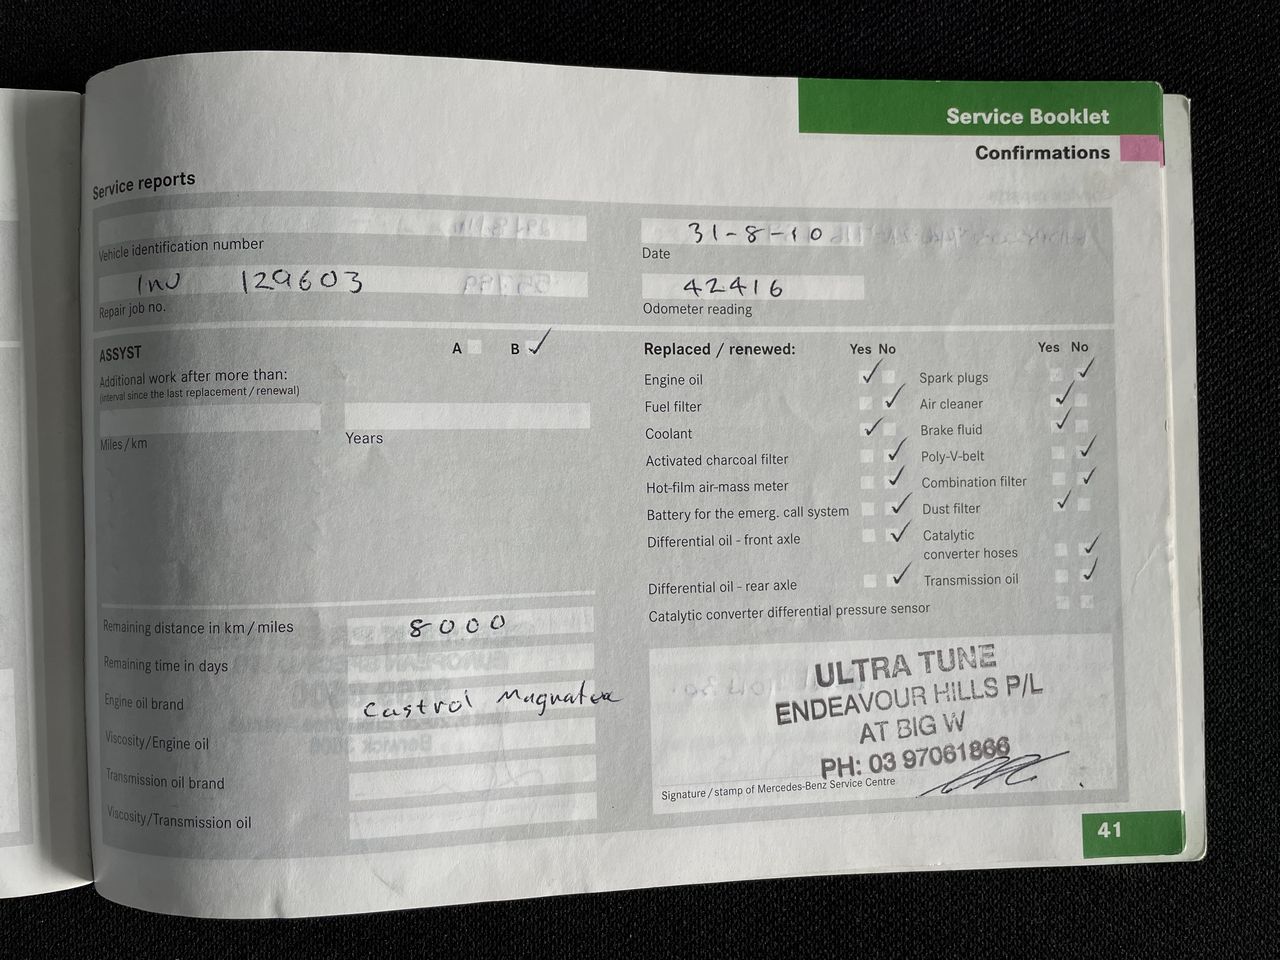 Service Booklet
Confirmations
Service reports
Vehicle identification number
31-8-10
Date
Inv 129603
Repair job no.
42416
Odometer reading
ASSYST A B ✓
Additional work after more than:
(interval since the last replacement / renewal)
Miles / km Years
Replaced / renewed: Yes No Yes No
Engine oil ✓ Spark plugs ✓
Fuel filter ✓ Air cleaner ✓
Coolant ✓ Brake fluid ✓
Activated charcoal filter ✓ Poly-V-belt ✓
Hot-film air-mass meter ✓ Combination filter ✓
Battery for the emerg. call system ✓ Dust filter ✓
Differential oil - front axle ✓ Catalytic
converter hoses ✓
Differential oil - rear axle ✓ Transmission oil ✓
Catalytic converter differential pressure sensor
Remaining distance in km / miles 8000
Remaining time in days
Engine oil brand Castrol Magnatex
Viscosity/Engine oil
Transmission oil brand
Viscosity/Transmission oil
ULTRA TUNE
ENDEAVOUR HILLS P/L
AT BIG W
PH: 03 97061866
Signature / stamp of Mercedes-Benz Service Centre
41